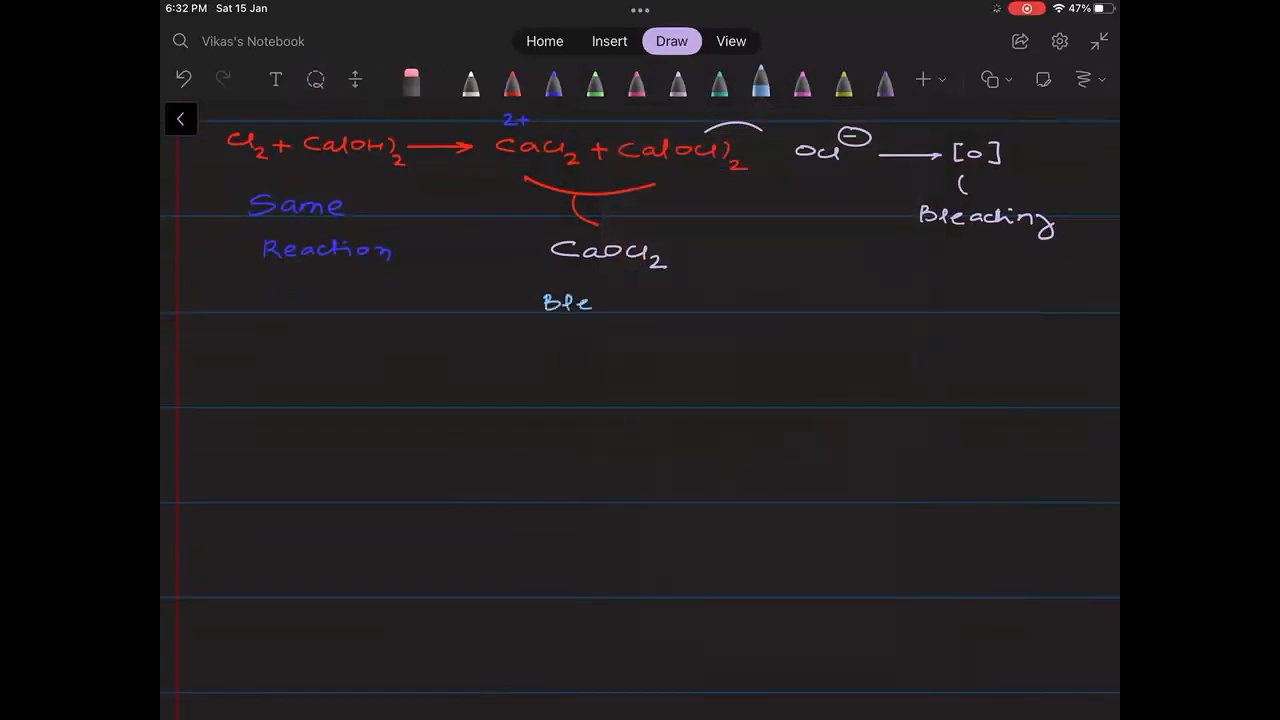 6:32 PM Sat 15 Jan
47%
Vikas's Notebook
Home Insert Draw View
T
2+
Cl₂ + Ca(OH)₂ → CaCl₂ + Ca(OCl)₂ OCl⊖ → [O]
Same
Bleaching
Reaction
CaOCl₂
Ble